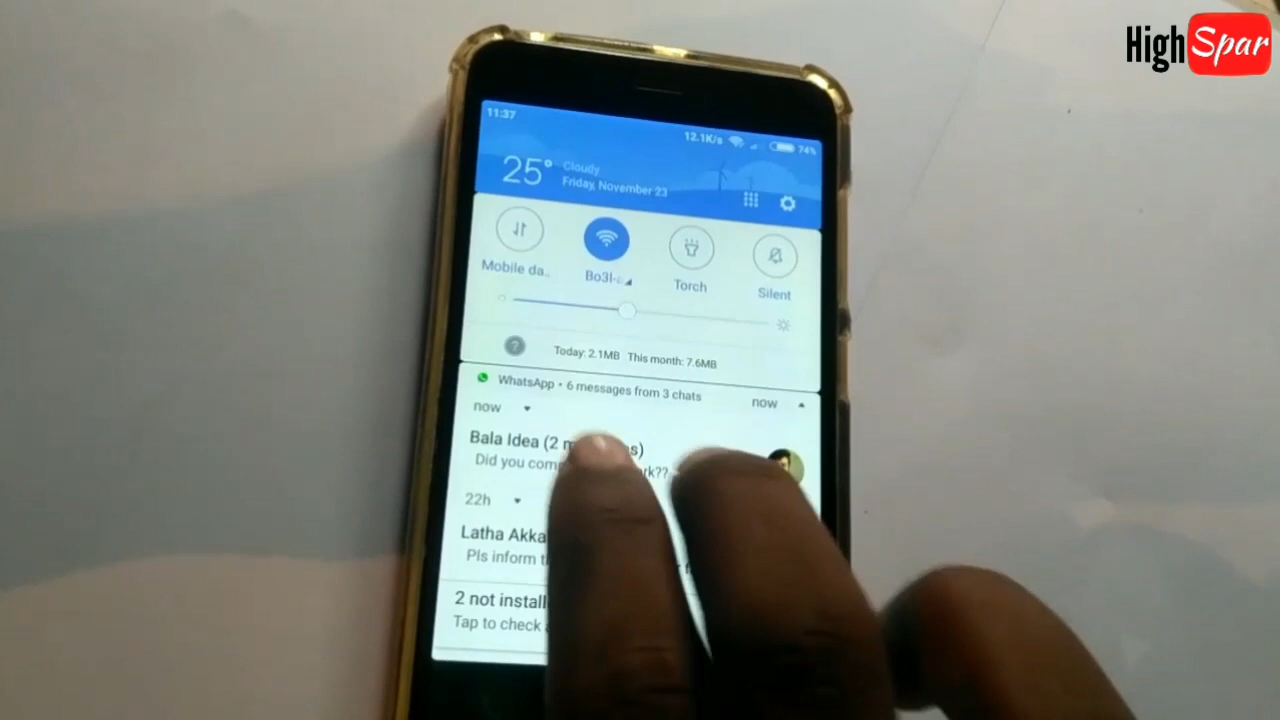 High Spar
11:37
12.1K/s
74%
25°
Cloudy
Friday, November 23
Mobile da..
Torch
Silent
Today: 2.1MB This month: 7.6MB
WhatsApp • 6 messages from 3 chats
now
now
Bala Idea (2
Did you
22h
Latha Akka
Pls inform
2 not install
Tap to check